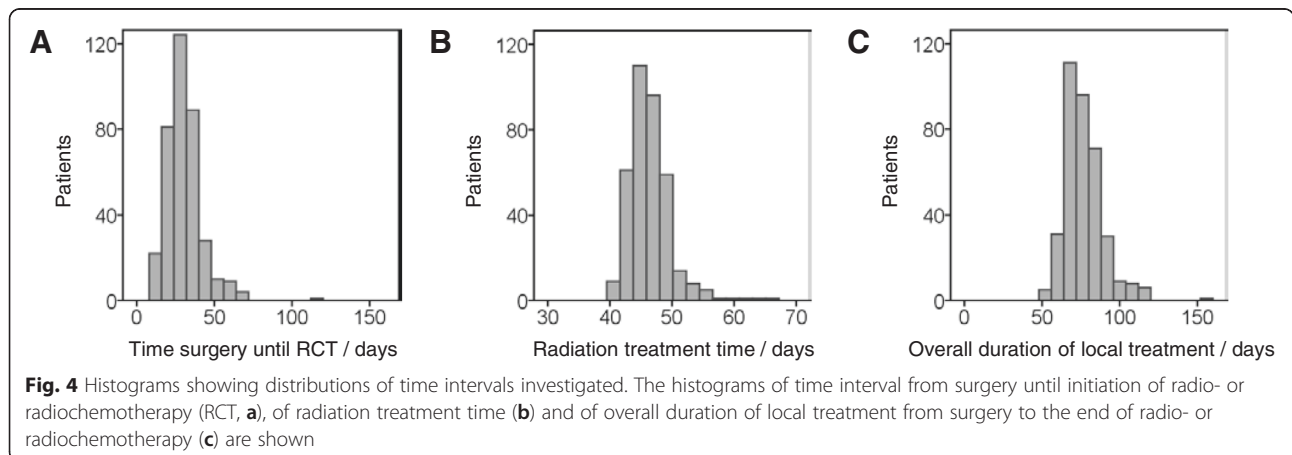 A
B
C
120
80
40
0
Patients
0
50
100
150
Time surgery until RCT / days
120
80
40
0
Patients
30
40
50
60
70
Radiation treatment time / days
120
80
40
0
Patients
0
50
100
150
Overall duration of local treatment / days
Fig. 4 Histograms showing distributions of time intervals investigated. The histograms of time interval from surgery until initiation of radio- or
radiochemotherapy (RCT, a), of radiation treatment time (b) and of overall duration of local treatment from surgery to the end of radio- or
radiochemotherapy (c) are shown